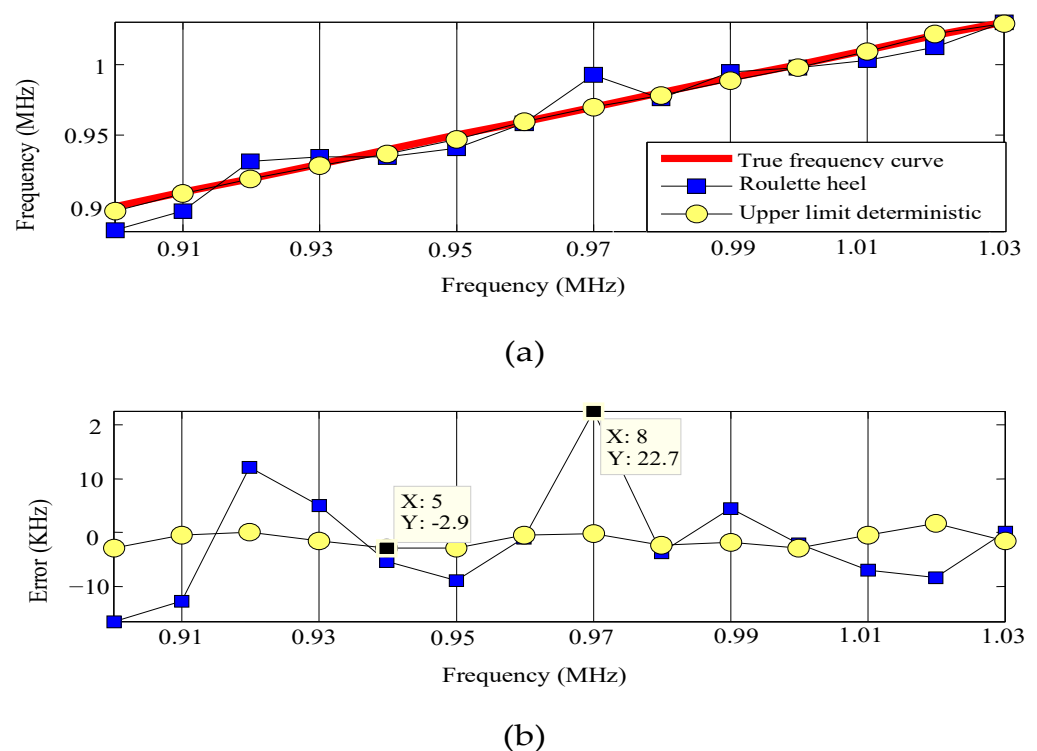 Frequency (MHz)
1
0.95
0.9
True frequency curve
Roulette heel
Upper limit deterministic
0.91 0.93 0.95 0.97 0.99 1.01 1.03
Frequency (MHz)
(a)
Error (KHz)
2
10
0
−10
X: 8
Y: 22.7
X: 5
Y: -2.9
0.91 0.93 0.95 0.97 0.99 1.01 1.03
Frequency (MHz)
(b)